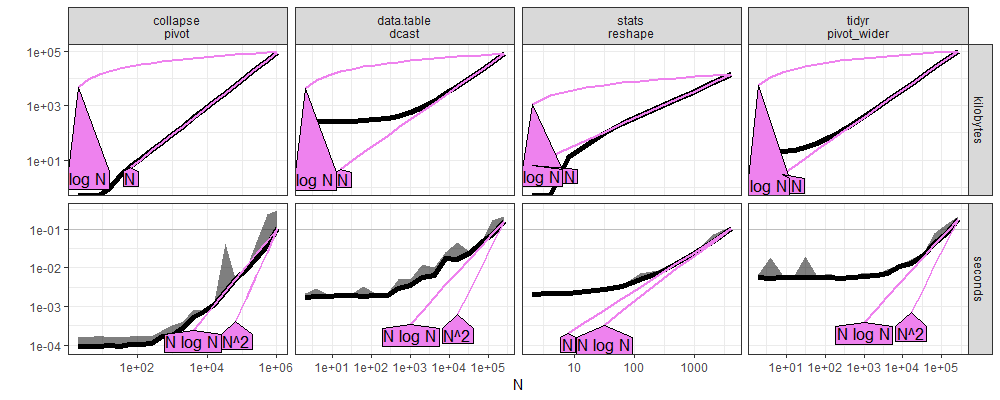 collapse
pivot
data.table
dcast
stats
reshape
tidyr
pivot_wider
1e+05
1e+03
1e+01
log N
N
log N
N
log N
N
log N
N
kilobytes
1e-01
1e-02
1e-03
1e-04
N log N
N^2
N log N
N^2
N
N log N
N log N
N^2
seconds
1e+02
1e+04
1e+06
1e+01
1e+02
1e+03
1e+04
1e+05
10
100
1000
1e+01
1e+02
1e+03
1e+04
1e+05
N